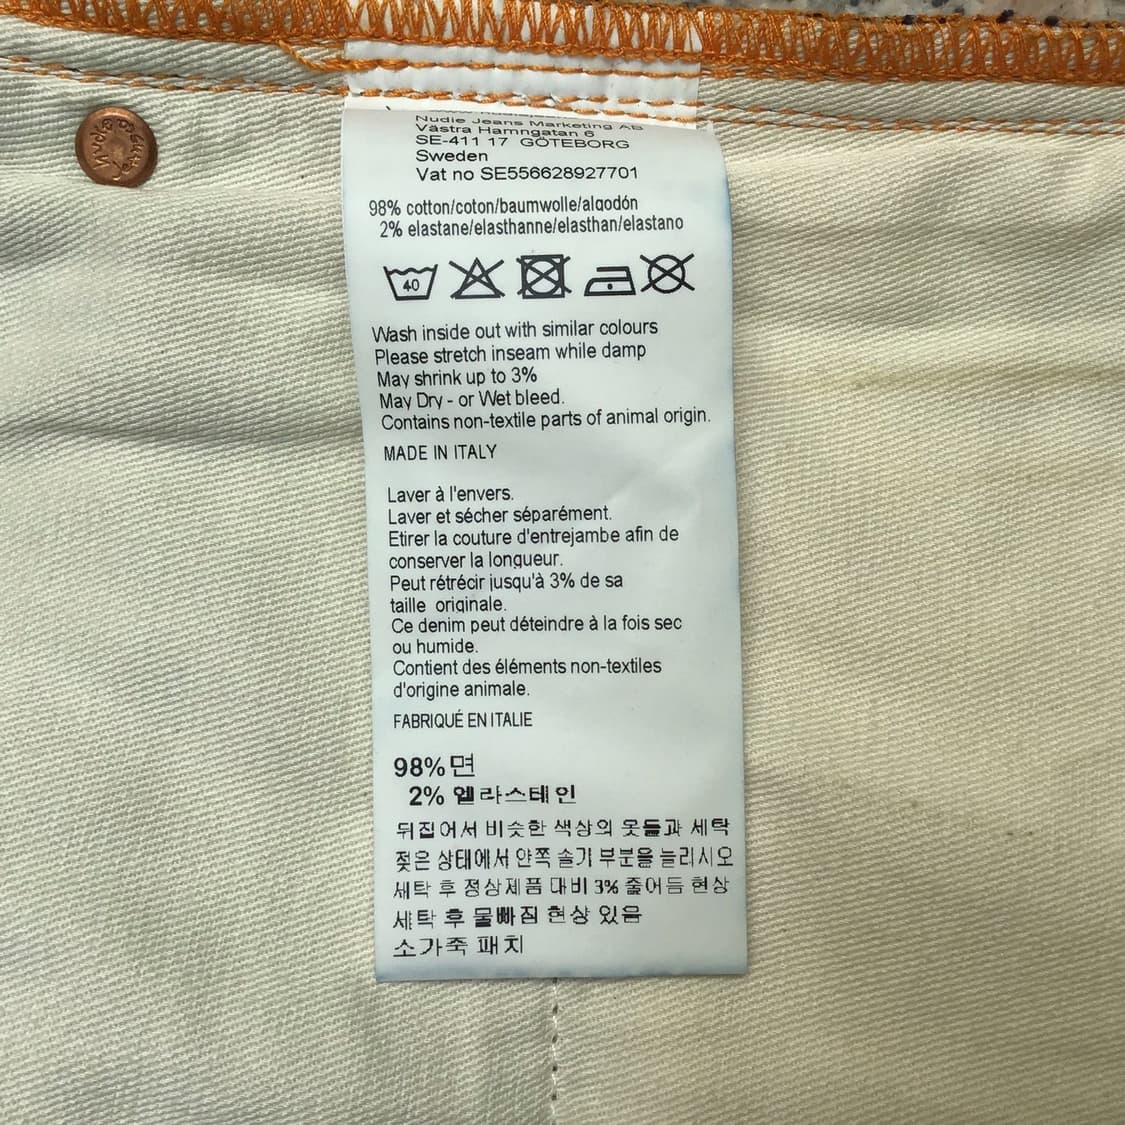 Nudie Jeans Marketing AB
Västra Hamngatan 6
SE-411 17 GÖTEBORG
Sweden
Vat no SE556628927701
98% cotton/coton/baumwolle/algodón
2% elastane/elasthanne/elasthan/elastano
40
Wash inside out with similar colours
Please stretch inseam while damp
May shrink up to 3%
May Dry - or Wet bleed.
Contains non-textile parts of animal origin.
MADE IN ITALY
Laver à l'envers.
Laver et sécher séparément.
Etirer la couture d'entrejambe afin de
conserver la longueur.
Peut rétrécir jusqu'à 3% de sa
taille originale.
Ce denim peut déteindre à la fois sec
ou humide.
Contient des éléments non-textiles
d'origine animale.
FABRIQUÉ EN ITALIE
98% 면
2% 엘라스테인
뒤집어서 비슷한 색상의 옷들과 세탁
젖은 상태에서 안쪽 솔기 부분을 늘리시오
세탁 후 정상제품 대비 3% 줄어듬 현상
세탁 후 물빠짐 현상 있음
소가죽 패치